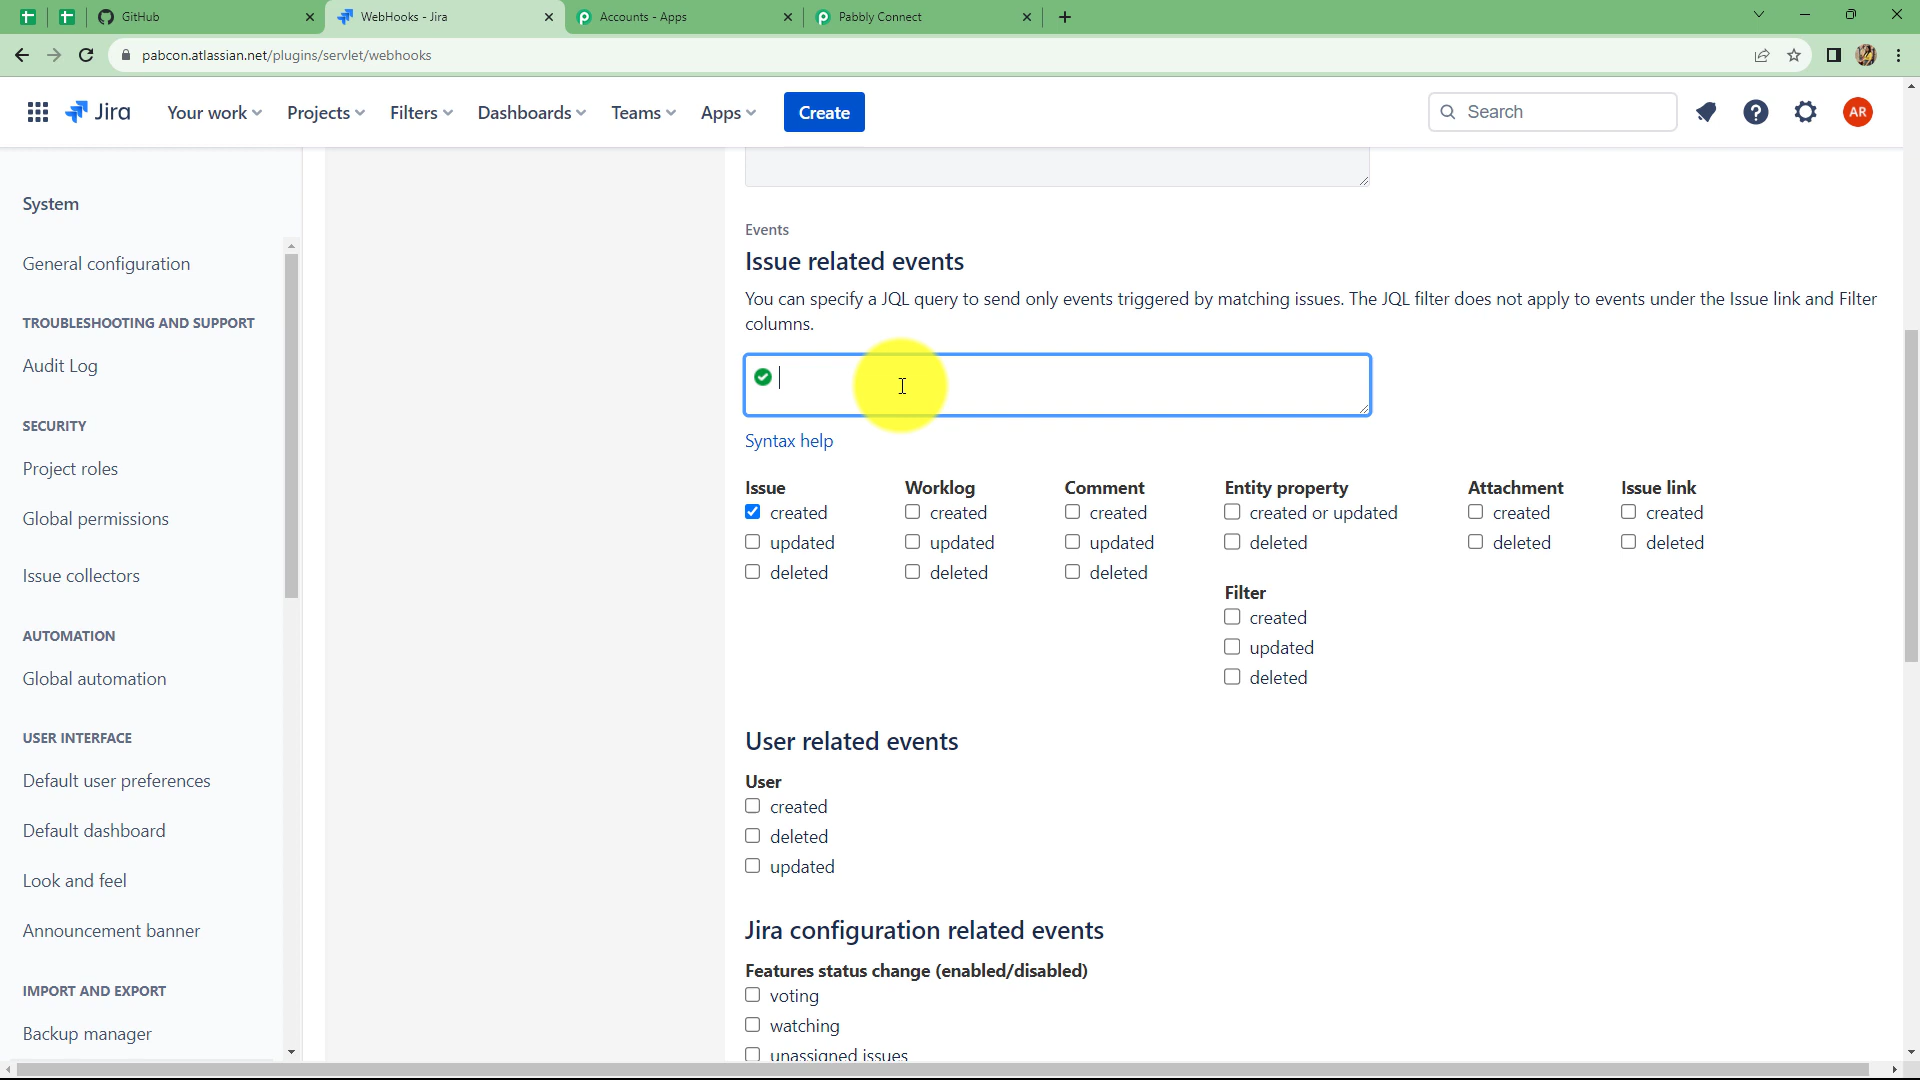 GitHub
WebHooks - Jira
Accounts - Apps
Pabbly Connect
pabcon.atlassian.net/plugins/servlet/webhooks
Jira
Your work
Projects
Filters
Dashboards
Teams
Apps
Create
Search
AR
System
General configuration
TROUBLESHOOTING AND SUPPORT
Audit Log
SECURITY
Project roles
Global permissions
Issue collectors
AUTOMATION
Global automation
USER INTERFACE
Default user preferences
Default dashboard
Look and feel
Announcement banner
IMPORT AND EXPORT
Backup manager
Events
Issue related events
You can specify a JQL query to send only events triggered by matching issues. The JQL filter does not apply to events under the Issue link and Filter
columns.
Syntax help
Issue
created
updated
deleted
Worklog
created
updated
deleted
Comment
created
updated
deleted
Entity property
created or updated
deleted
Filter
created
updated
deleted
Attachment
created
deleted
Issue link
created
deleted
User related events
User
created
deleted
updated
Jira configuration related events
Features status change (enabled/disabled)
voting
watching
unassigned issues